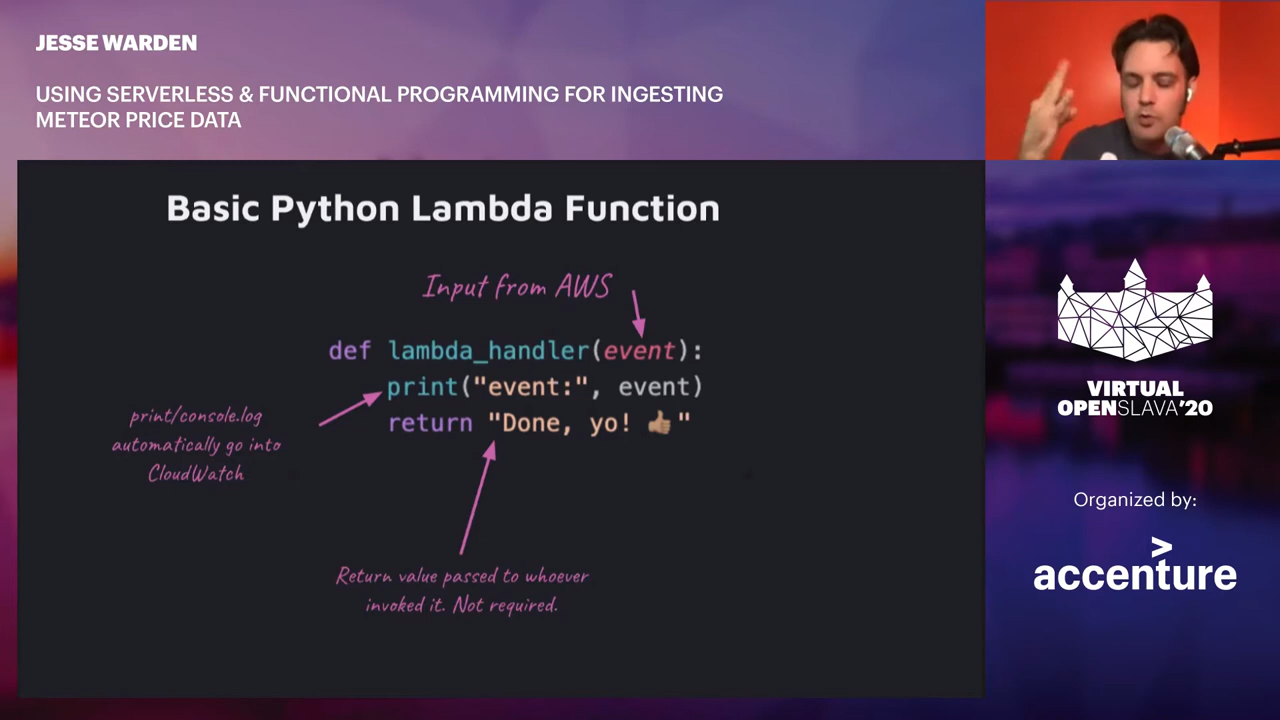 JESSE WARDEN
USING SERVERLESS & FUNCTIONAL PROGRAMMING FOR INGESTING
METEOR PRICE DATA
Basic Python Lambda Function
Input from AWS
def lambda_handler(event):
print("event:", event)
return "Done, yo! 👍🏽"
print/console.log
automatically go into
CloudWatch
Return value passed to whoever
invoked it. Not required.
VIRTUAL
OPENSLAVA'20
Organized by:
accenture